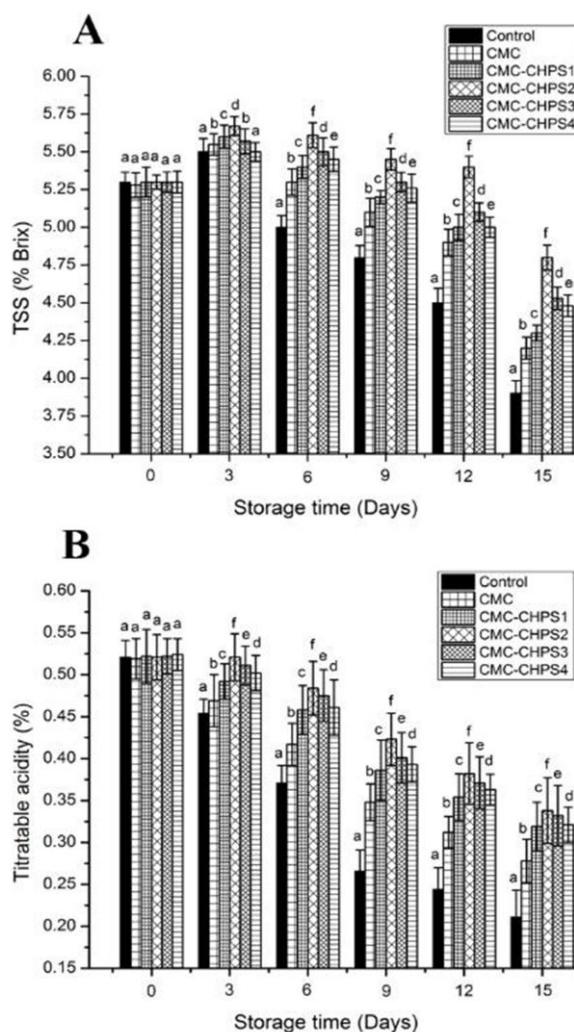 A
Control
CMC
CMC-CHPS1
CMC-CHPS2
CMC-CHPS3
CMC-CHPS4
6.00
5.75
5.50
5.25
5.00
4.75
4.50
4.25
4.00
3.75
3.50
TSS (% Brix)
a a a a a a
a b c d b a
a b c f d e
a b c f d e
a b c f d e
a b c f d e
0 3 6 9 12 15
Storage time (Days)
B
Control
CMC
CMC-CHPS1
CMC-CHPS2
CMC-CHPS3
CMC-CHPS4
0.60
0.55
0.50
0.45
0.40
0.35
0.30
0.25
0.20
0.15
Titratable acidity (%)
a a a a a a
a b c f e d
a b c f e d
a b c f e d
a b c f e d
a b c f e d
0 3 6 9 12 15
Storage time (Days)